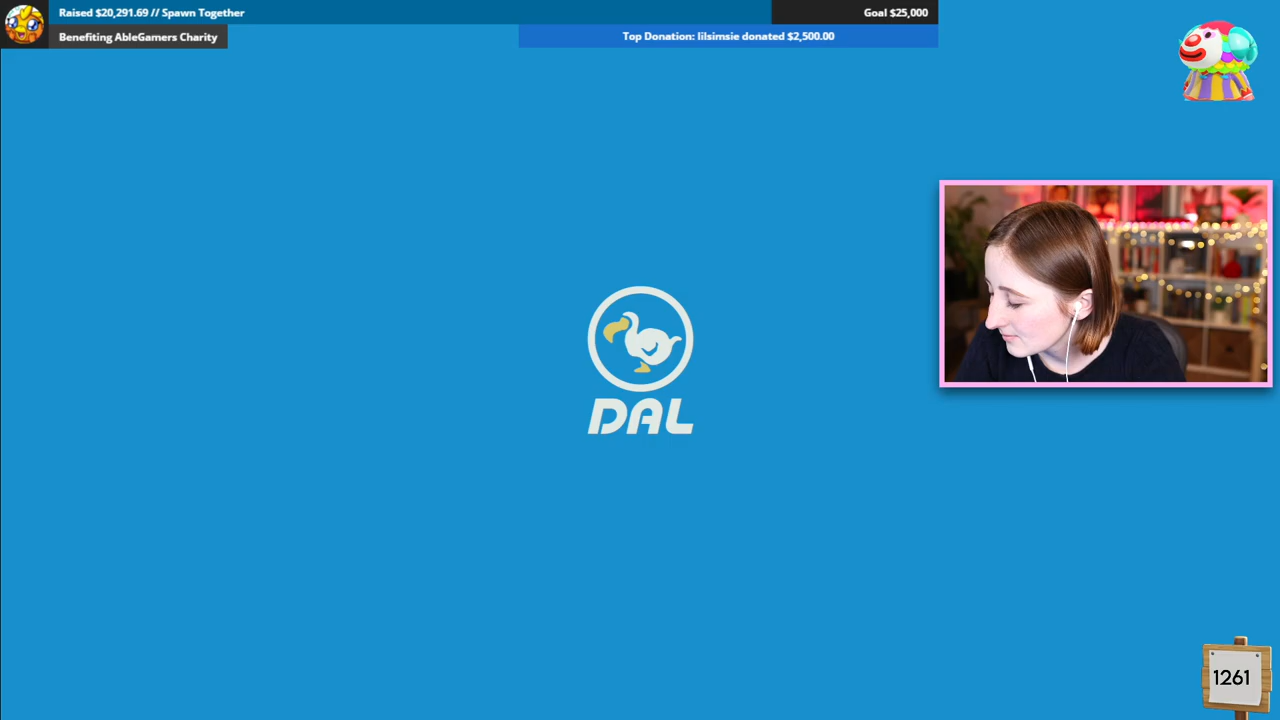 Raised $20,291.69 // Spawn Together
Goal $25,000
Benefiting AbleGamers Charity
Top Donation: lilsimsie donated $2,500.00
DAL
1261